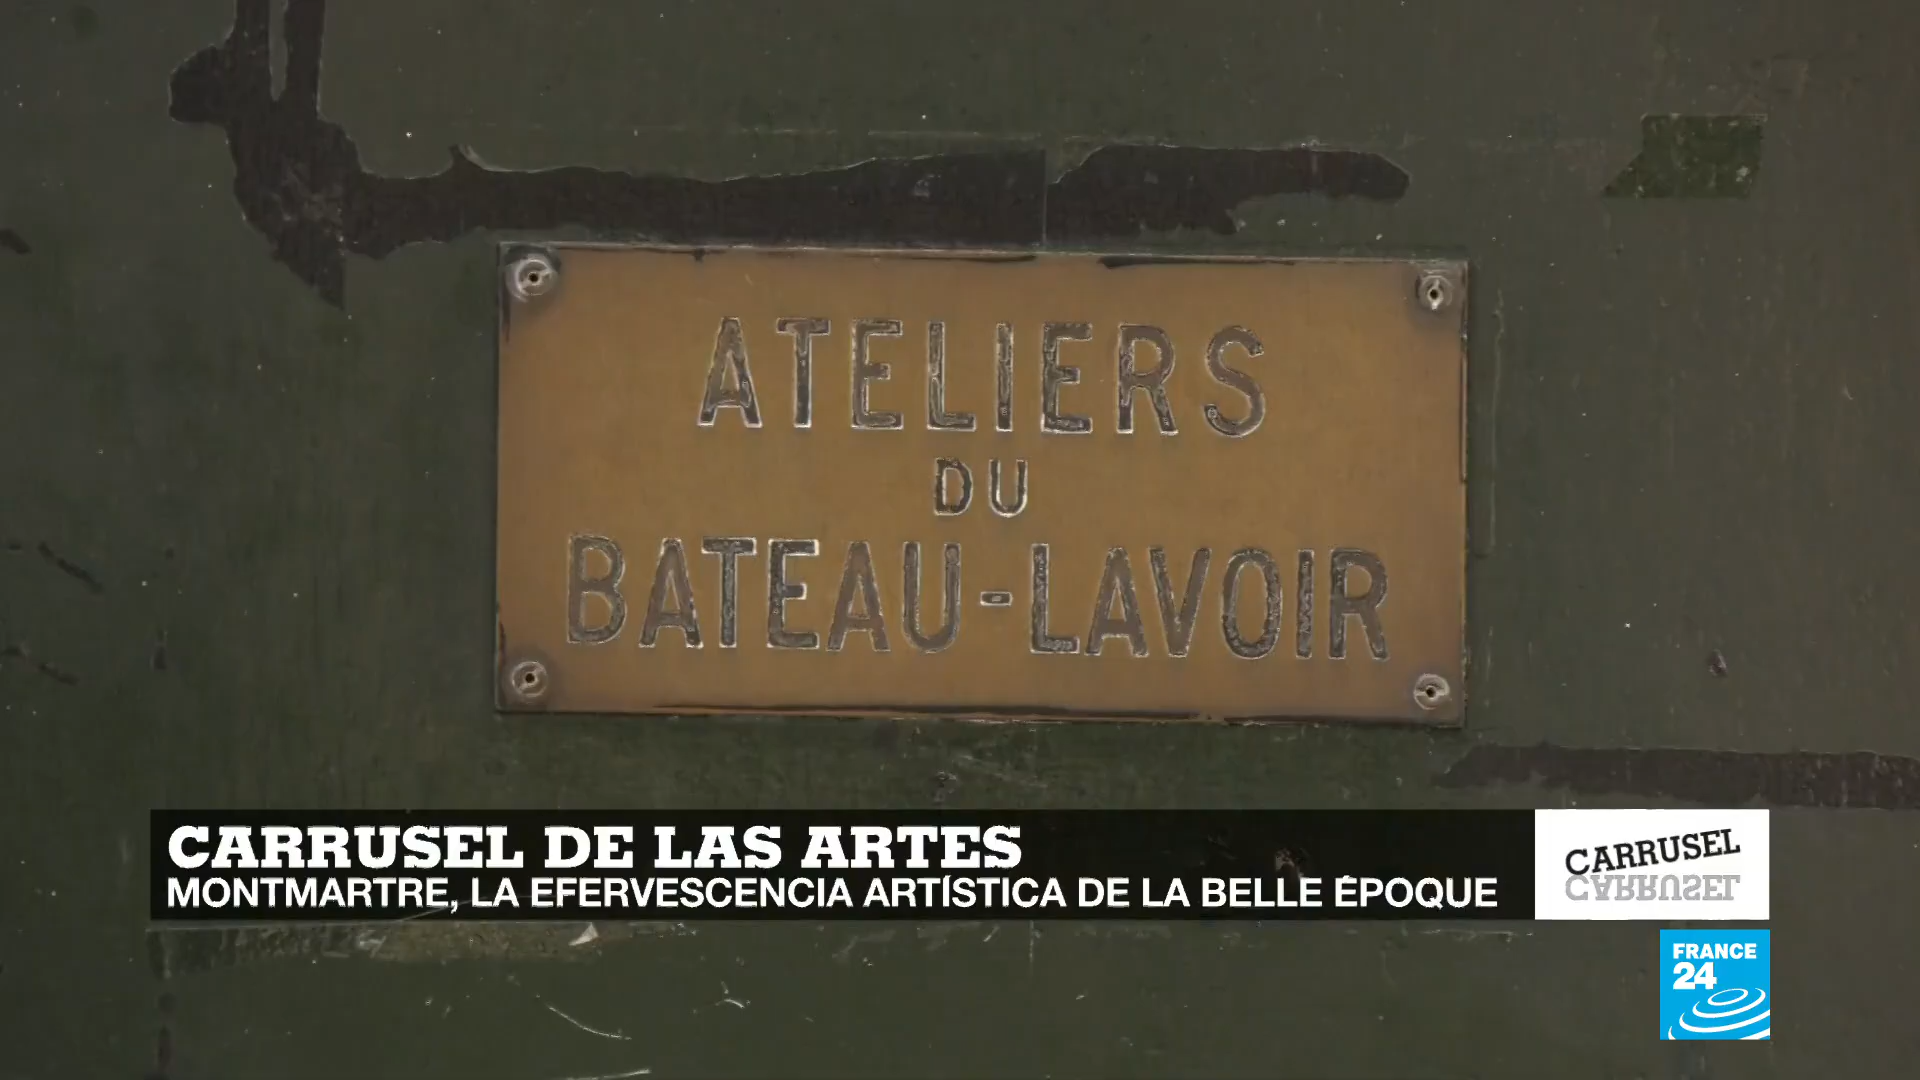 ATELIERS
DU
BATEAU-LAVOIR
CARRUSEL DE LAS ARTES
MONTMARTRE, LA EFERVESCENCIA ARTÍSTICA DE LA BELLE ÉPOQUE
CARRUSEL
CARRUSEL
FRANCE
24